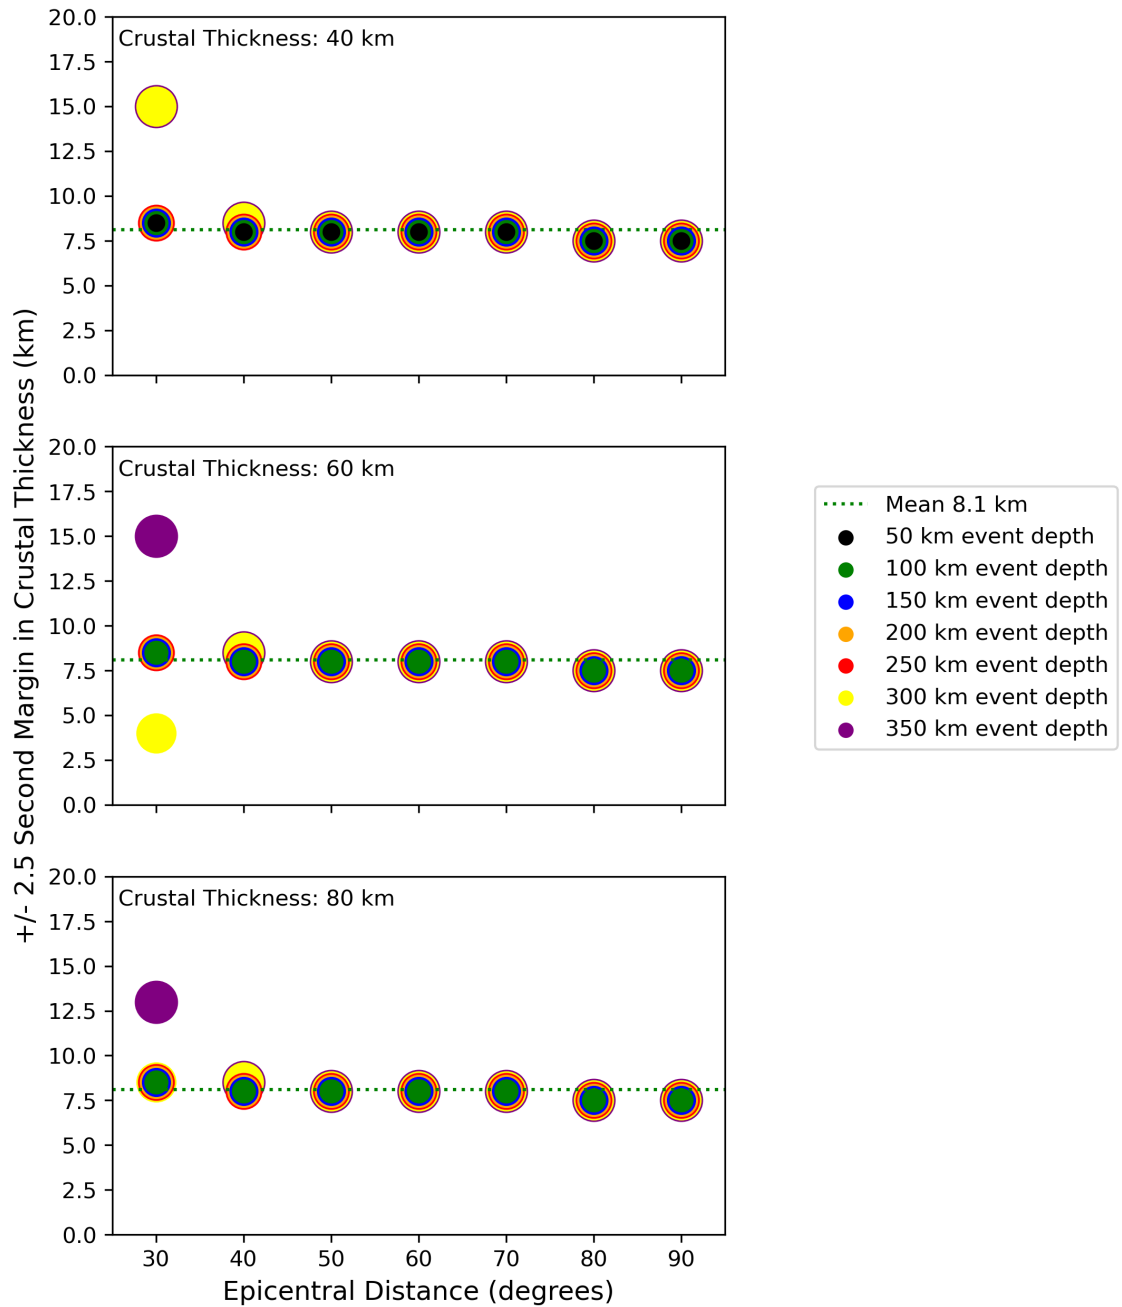 +/- 2.5 Second Margin in Crustal Thickness (km)
Crustal Thickness: 40 km
20.0
17.5
15.0
12.5
10.0
7.5
5.0
2.5
0.0
Crustal Thickness: 60 km
20.0
17.5
15.0
12.5
10.0
7.5
5.0
2.5
0.0
Crustal Thickness: 80 km
20.0
17.5
15.0
12.5
10.0
7.5
5.0
2.5
0.0
30 40 50 60 70 80 90
Epicentral Distance (degrees)
Mean 8.1 km
50 km event depth
100 km event depth
150 km event depth
200 km event depth
250 km event depth
300 km event depth
350 km event depth